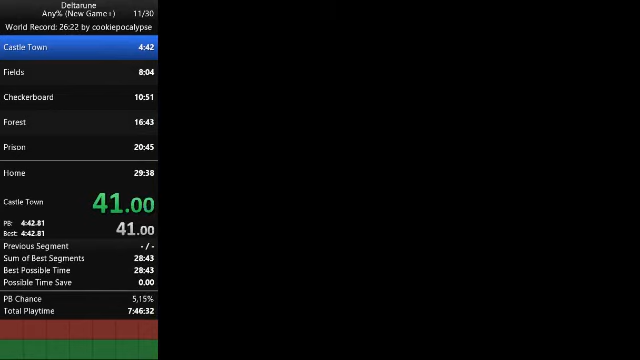 Deltarune
Any% (New Game+) 11/30
World Record: 26:22 by cookiepocalypse
Castle Town 4:42
Fields 8:04
Checkerboard 10:51
Forest 16:43
Prison 20:45
Home 29:38
Castle Town 41.00
PB: 4:42.81
Best: 4:42.81 41.00
Previous Segment - / -
Sum of Best Segments 28:43
Best Possible Time 28:43
Possible Time Save 0.00
PB Chance 5,15%
Total Playtime 7:46:32